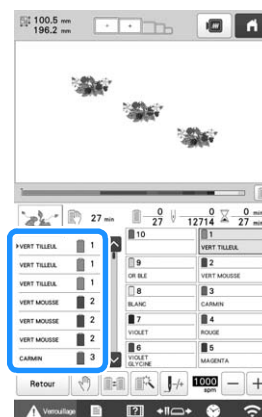 100.5 mm
196.2 mm
27 min
0
27
0
12714
0 min
27 min
VERT TILLEUL 1
VERT TILLEUL 1
VERT TILLEUL 1
VERT MOUSSE 2
VERT MOUSSE 2
VERT MOUSSE 2
CARMIN 3
10
1
VERT TILLEUL
9
OR BLE
2
VERT MOUSSE
8
BLANC
3
CARMIN
7
VIOLET
4
ROUGE
6
VIOLET
GLYCINE
5
MAGENTA
Retour
1000
spm
Verrouillage